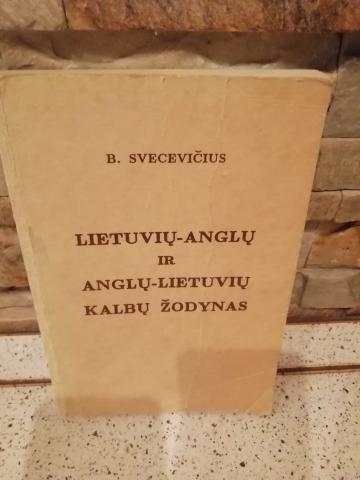 B. SVECEVIČIUS
LIETUVIŲ-ANGLŲ
IR
ANGLŲ-LIETUVIŲ
KALBŲ ŽODYNAS